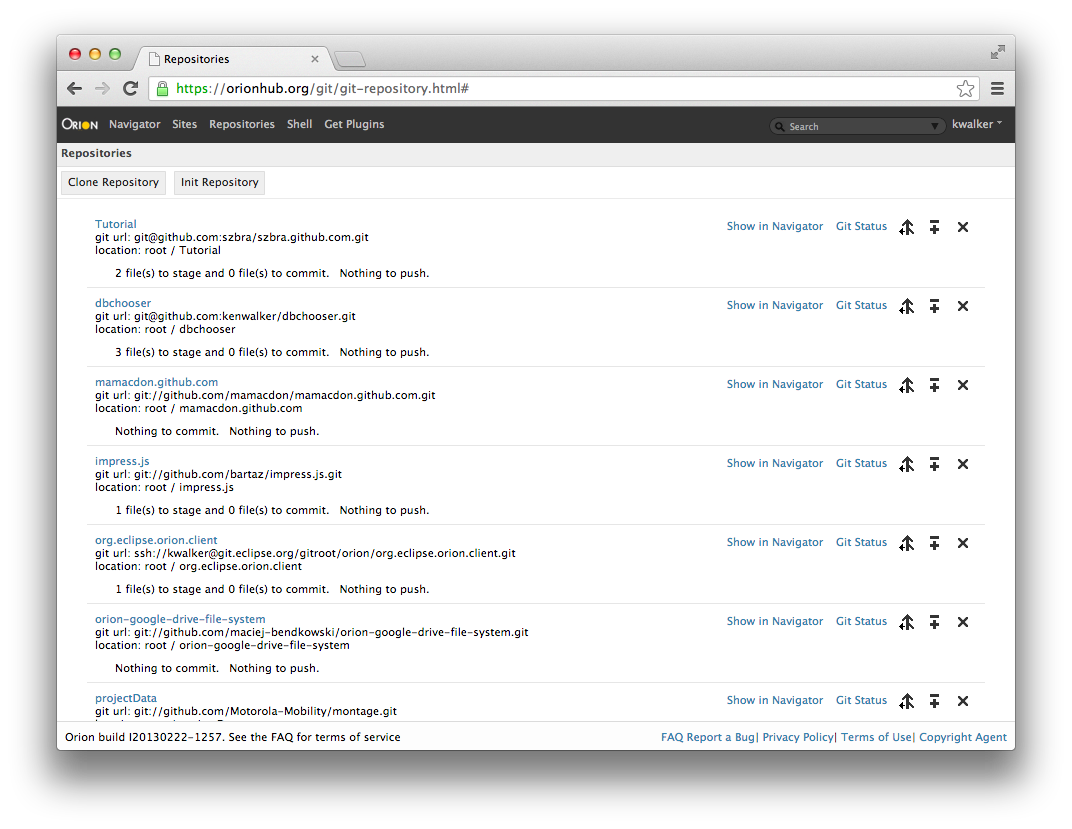 Repositories
https://orionhub.org/git/git-repository.html#
ORION Navigator Sites Repositories Shell Get Plugins Search kwalker
Repositories
Clone Repository Init Repository
Tutorial Show in Navigator Git Status
git url: git@github.com:szbra/szbra.github.com.git
location: root / Tutorial
2 file(s) to stage and 0 file(s) to commit. Nothing to push.
dbchooser Show in Navigator Git Status
git url: git@github.com:kenwalker/dbchooser.git
location: root / dbchooser
3 file(s) to stage and 0 file(s) to commit. Nothing to push.
mamacdon.github.com Show in Navigator Git Status
git url: git://github.com/mamacdon/mamacdon.github.com.git
location: root / mamacdon.github.com
Nothing to commit. Nothing to push.
impress.js Show in Navigator Git Status
git url: git://github.com/bartaz/impress.js.git
location: root / impress.js
1 file(s) to stage and 0 file(s) to commit. Nothing to push.
org.eclipse.orion.client Show in Navigator Git Status
git url: ssh://kwalker@git.eclipse.org/gitroot/orion/org.eclipse.orion.client.git
location: root / org.eclipse.orion.client
1 file(s) to stage and 0 file(s) to commit. Nothing to push.
orion-google-drive-file-system Show in Navigator Git Status
git url: git://github.com/maciej-bendkowski/orion-google-drive-file-system.git
location: root / orion-google-drive-file-system
Nothing to commit. Nothing to push.
projectData Show in Navigator Git Status
git url: git://github.com/Motorola-Mobility/montage.git
Orion build I20130222-1257. See the FAQ for terms of service FAQ Report a Bug| Privacy Policy| Terms of Use| Copyright Agent